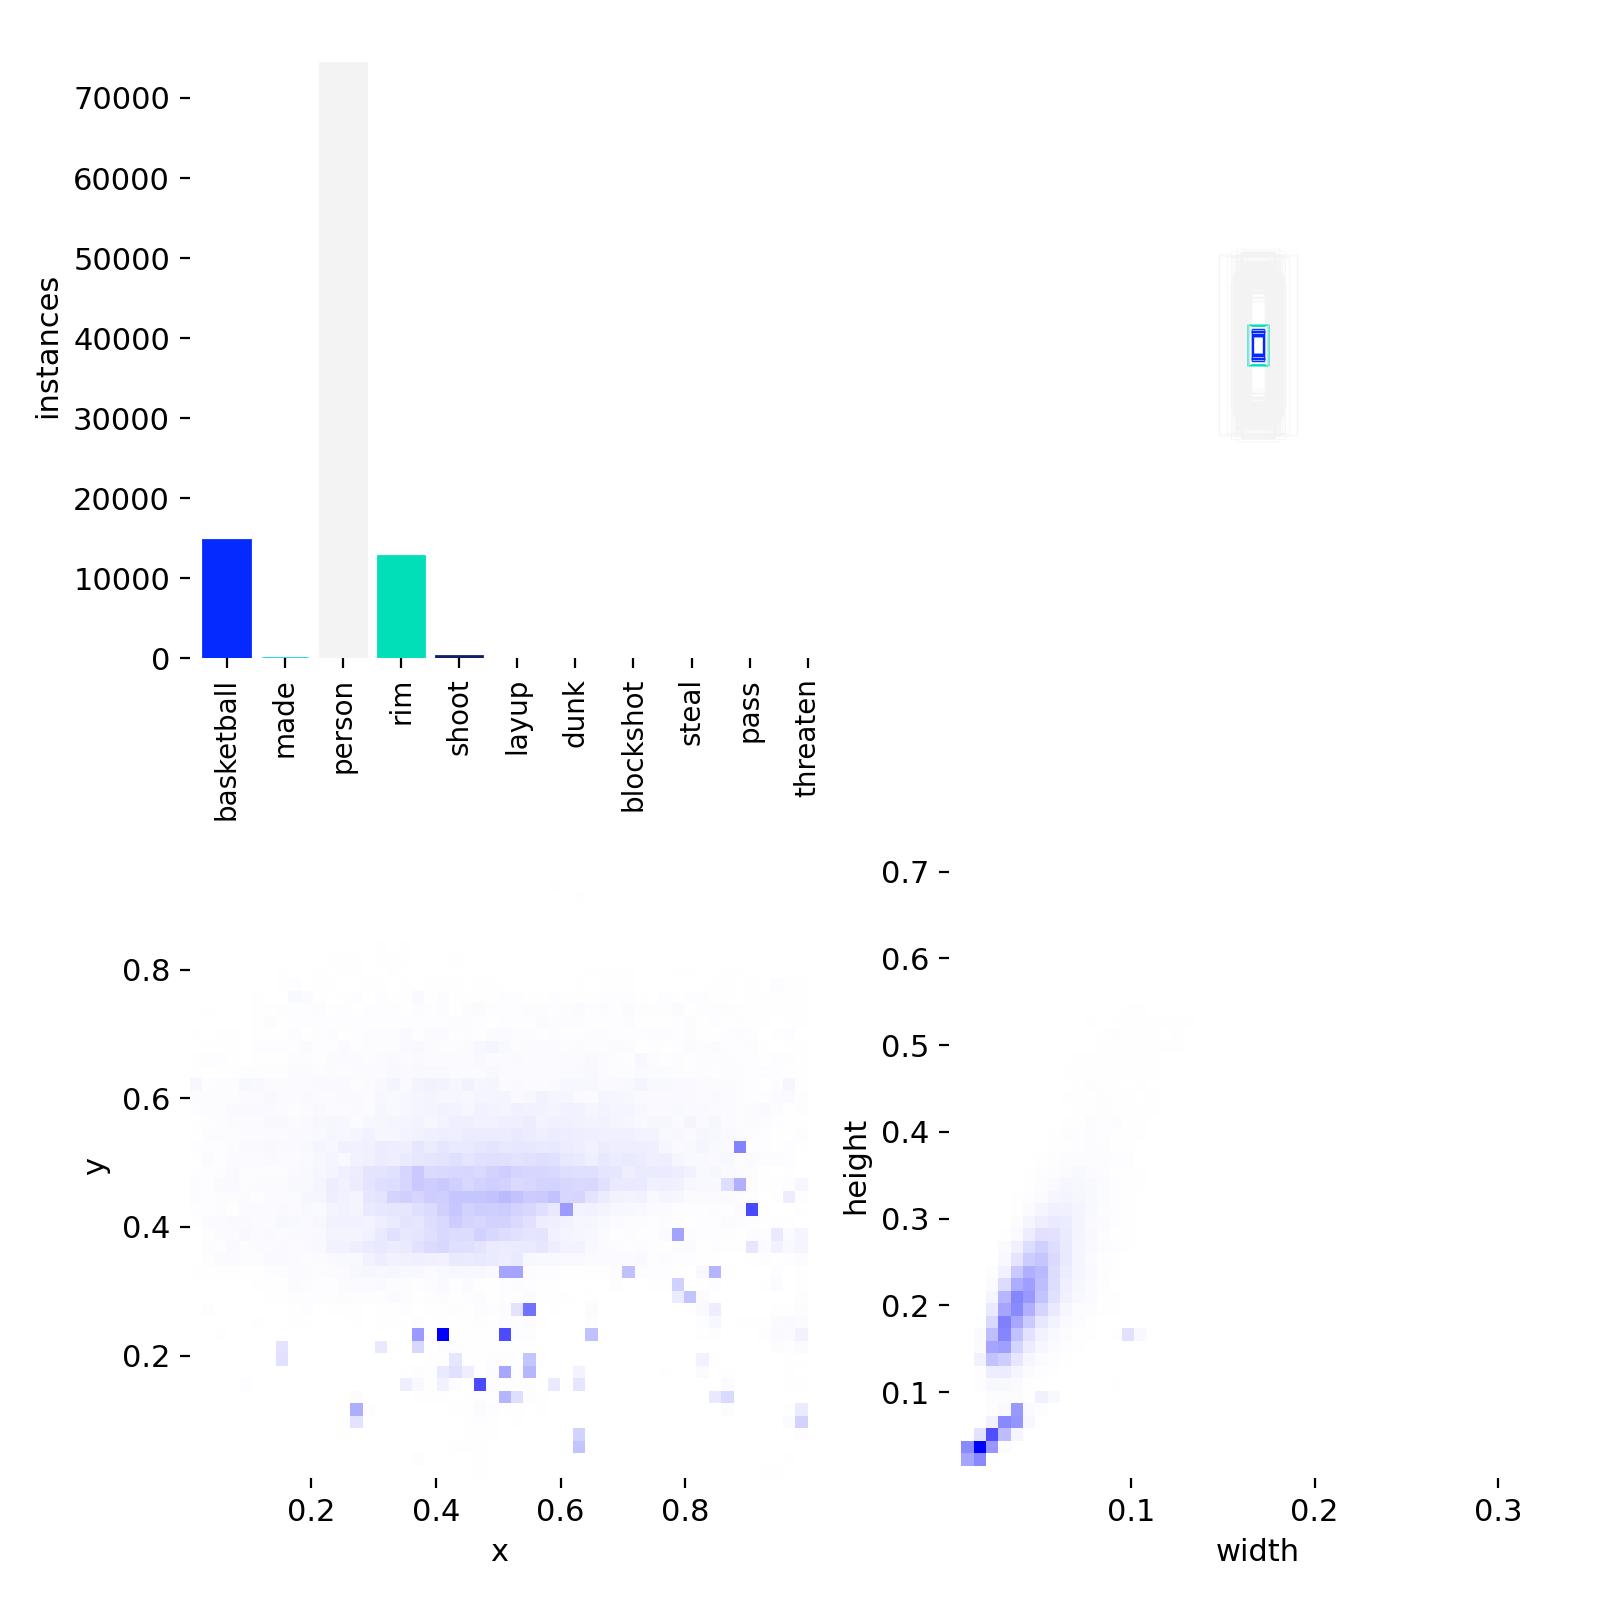 70000
60000
50000
40000
30000
20000
10000
0
instances
basketball
made
person
rim
shoot
layup
dunk
blockshot
steal
pass
threaten
0.8
0.6
0.4
0.2
y
0.2 0.4 0.6 0.8
x
0.7
0.6
0.5
0.4
0.3
0.2
0.1
height
0.1 0.2 0.3
width